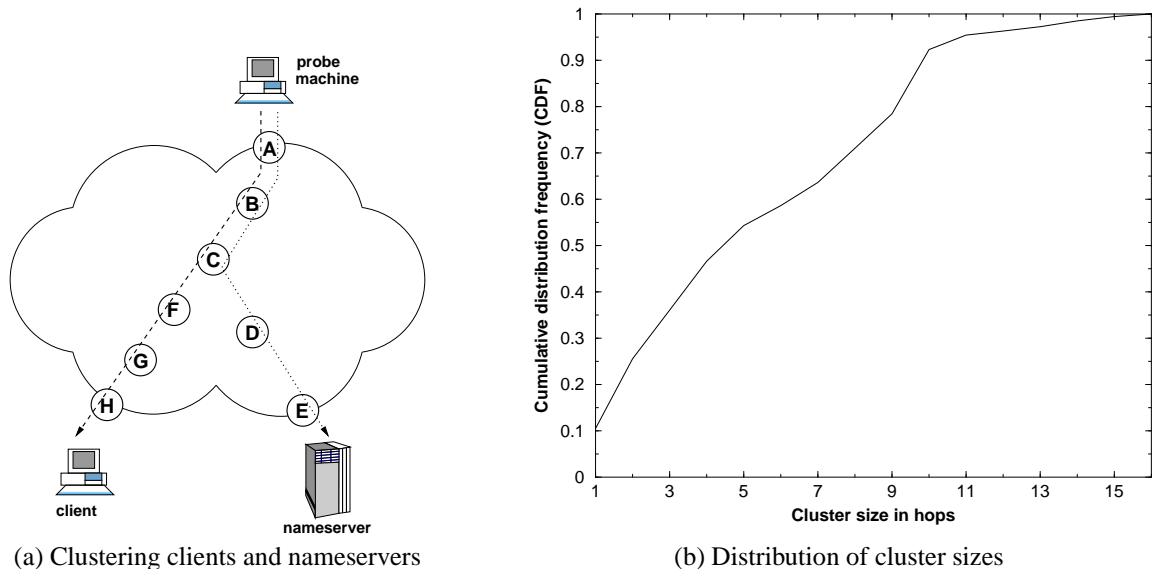 probe
machine
A
B
C
F
D
G
H
E
client
nameserver
(a) Clustering clients and nameservers
1
0.9
0.8
0.7
0.6
0.5
0.4
0.3
0.2
0.1
0
Cumulative distribution frequency (CDF)
1 3 5 7 9 11 13 15
Cluster size in hops
(b) Distribution of cluster sizes